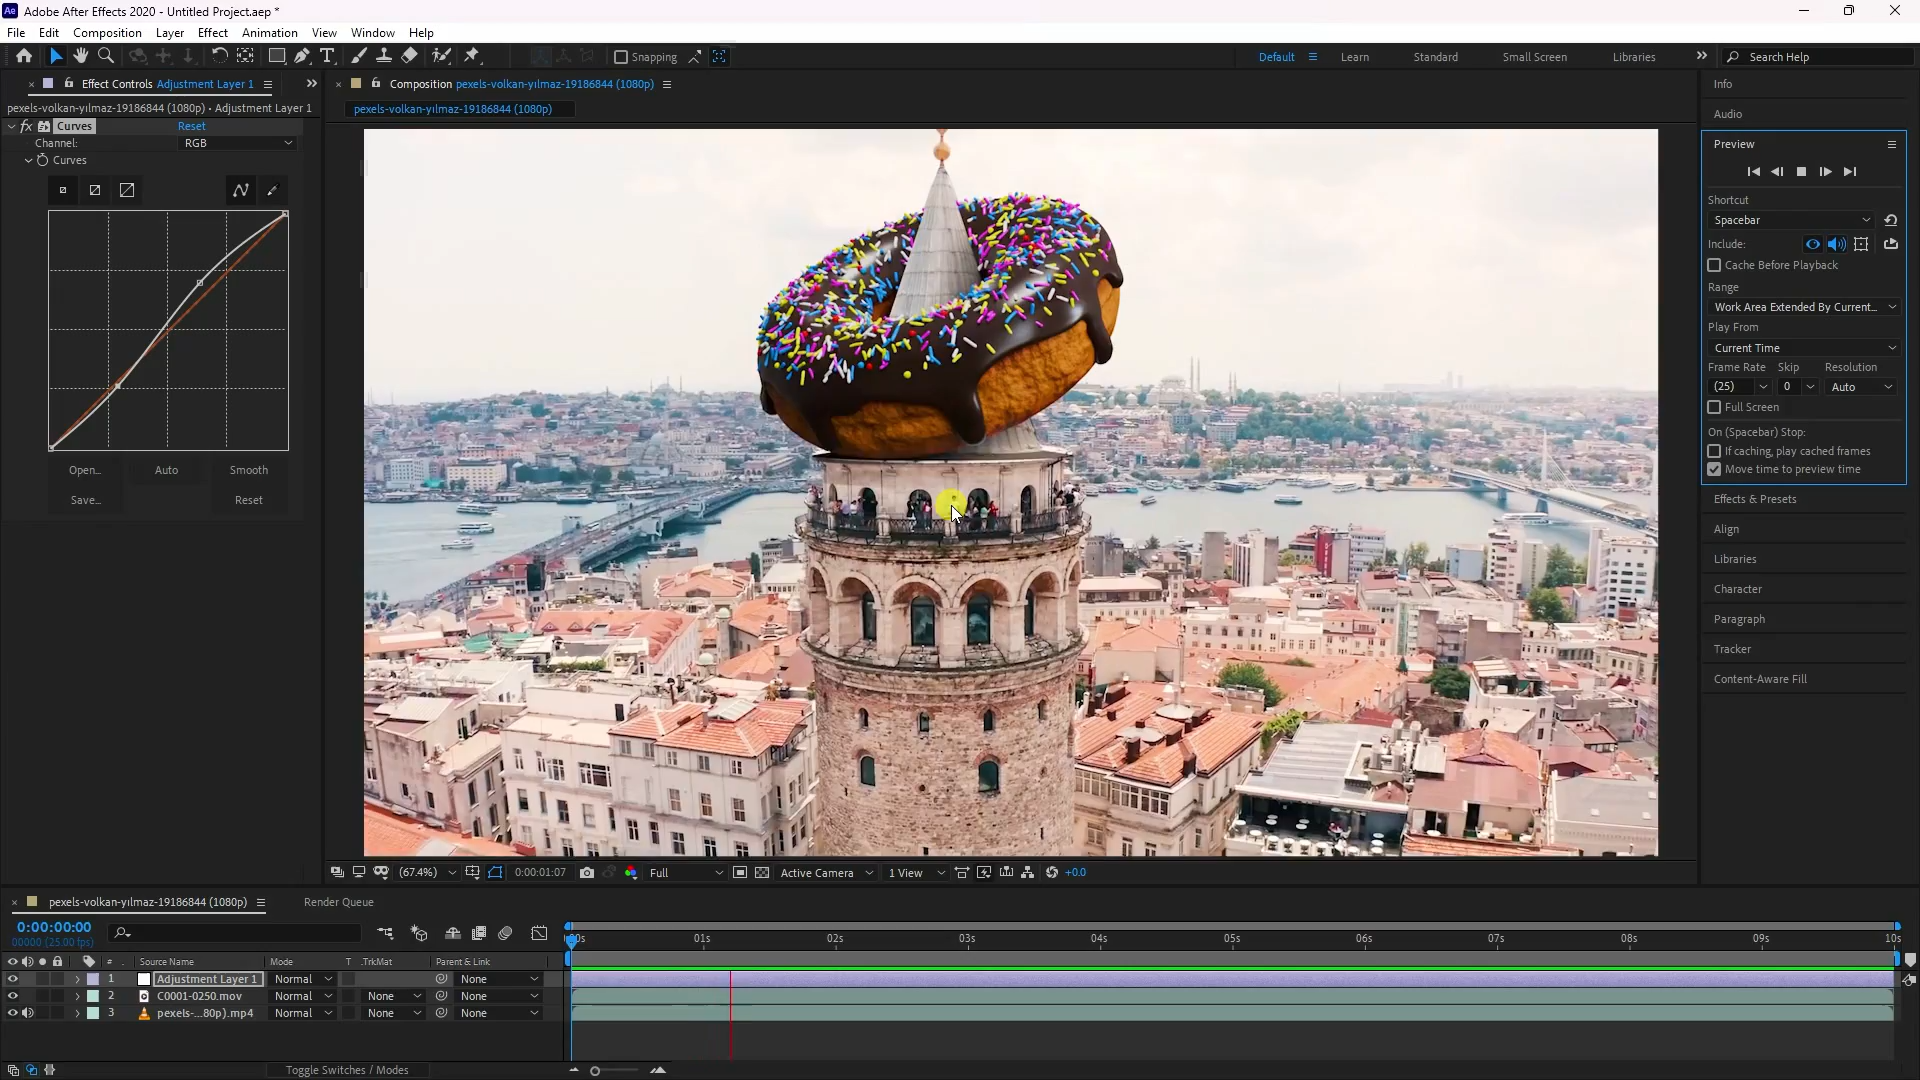 Ae Adobe After Effects 2020 - Untitled Project.aep *
File Edit Composition Layer Effect Animation View Window Help
Snapping Default Learn Standard Small Screen Libraries Search Help
Effect Controls Adjustment Layer 1
pexels-volkan-yılmaz-19186844 (1080p) • Adjustment Layer 1
fx Curves Reset
Channel: RGB
Curves
Open... Auto Smooth
Save... Reset
Composition pexels-volkan-yılmaz-19186844 (1080p)
pexels-volkan-yılmaz-19186844 (1080p)
(67.4%) 0:00:01:07 Full Active Camera 1 View +0.0
Info
Audio
Preview
Shortcut
Spacebar
Include:
Cache Before Playback
Range
Work Area Extended By Current...
Play From
Current Time
Frame Rate Skip Resolution
(25) 0 Auto
Full Screen
On (Spacebar) Stop:
If caching, play cached frames
Move time to preview time
Effects & Presets
Align
Libraries
Character
Paragraph
Tracker
Content-Aware Fill
pexels-volkan-yılmaz-19186844 (1080p) Render Queue
0:00:00:00
00000 (25.00 fps)
00s 01s 02s 03s 04s 05s 06s 07s 08s 09s 10s
# Source Name Mode T .TrkMat Parent & Link
1 Adjustment Layer 1 Normal None
2 C0001-0250.mov Normal None None
3 pexels-...80p).mp4 Normal None None
Toggle Switches / Modes